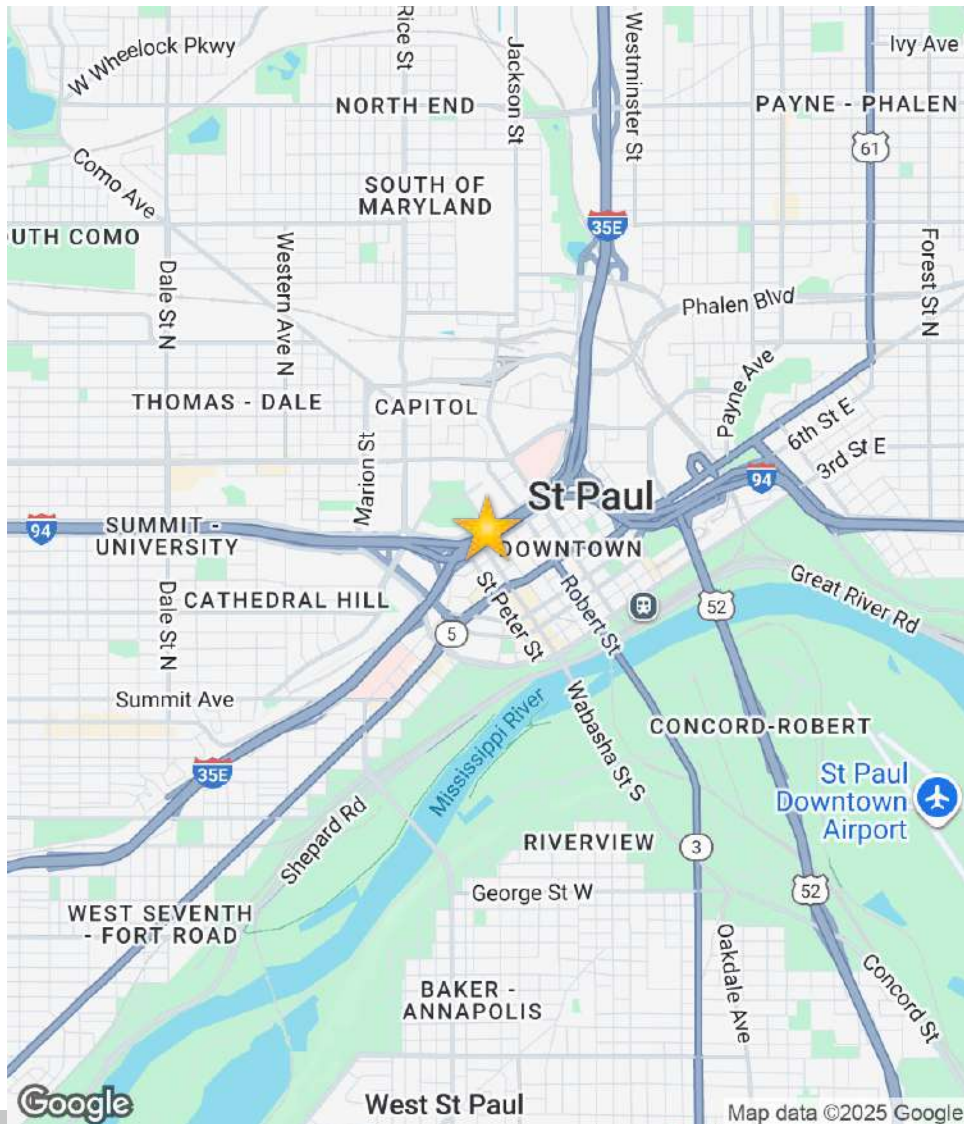 W Wheelock Pkwy
Rice St
Jackson St
Westminster St
Ivy Ave
NORTH END
PAYNE - PHALEN
61
Como Ave
SOUTH OF
MARYLAND
35E
OUTH COMO
Dale St N
Western Ave N
Forest St N
Phalen Blvd
Payne Ave
THOMAS - DALE
CAPITOL
6th St E
3rd St E
Marion St
St Paul
94
94
SUMMIT -
UNIVERSITY
DOWNTOWN
Great River Rd
CATHEDRAL HILL
Dale St N
St Peter St
Robert St
52
5
Summit Ave
Mississippi River
Wabasha St S
CONCORD-ROBERT
35E
St Paul
Downtown
Airport
Shepard Rd
RIVERVIEW
3
George St W
52
WEST SEVENTH
- FORT ROAD
Oakdale Ave
Concord St
BAKER -
ANNAPOLIS
Google
West St Paul
Map data ©2025 Google